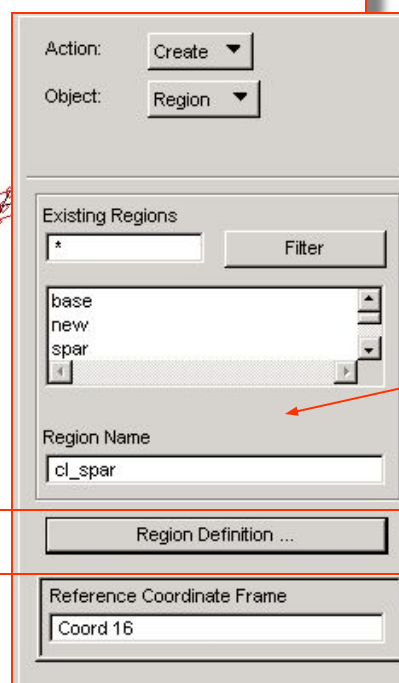 Action: Create
Object: Region
Existing Regions
* Filter
base
new
spar
Region Name
cl_spar
Region Definition ...
Reference Coordinate Frame
Coord 16